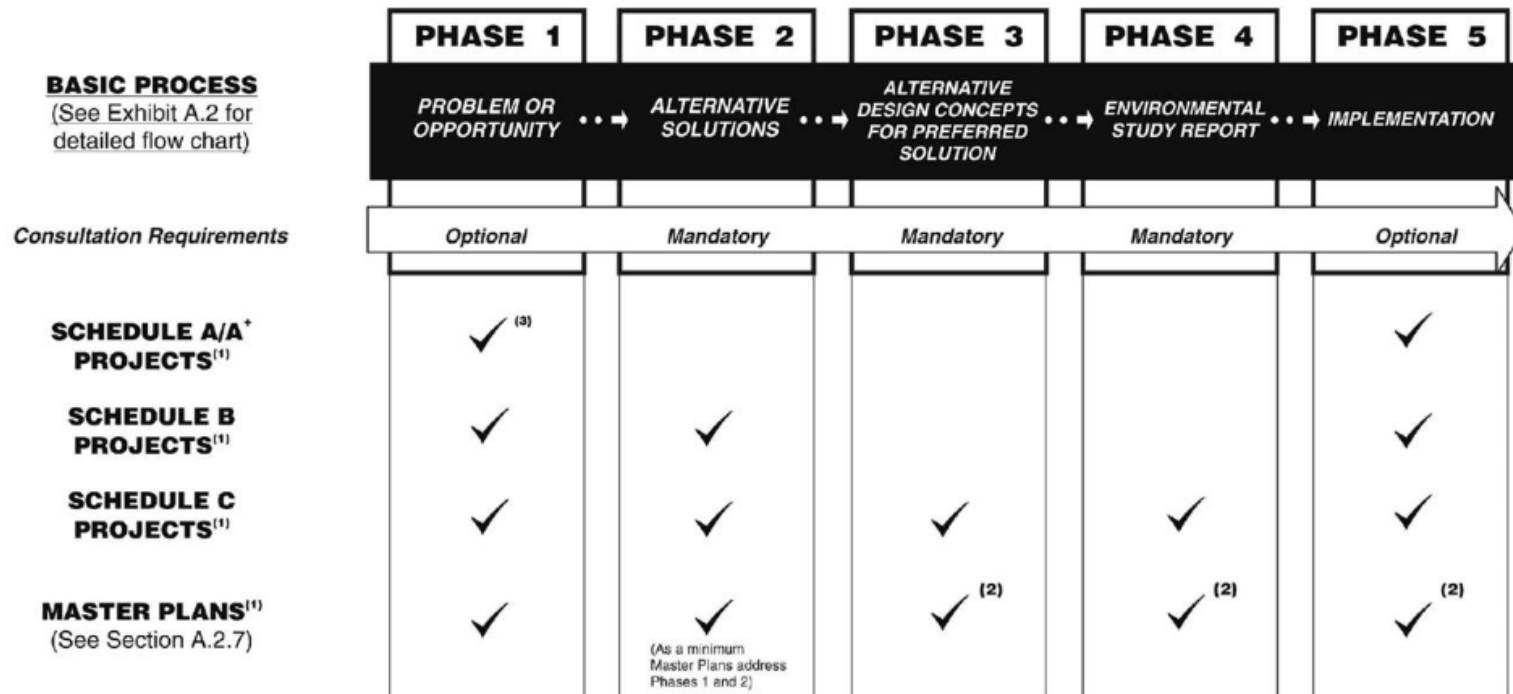 PHASE 1 PHASE 2 PHASE 3 PHASE 4 PHASE 5
BASIC PROCESS
(See Exhibit A.2 for
detailed flow chart)
PROBLEM OR
OPPORTUNITY
ALTERNATIVE
SOLUTIONS
ALTERNATIVE
DESIGN CONCEPTS
FOR PREFERRED
SOLUTION
ENVIRONMENTAL
STUDY REPORT
IMPLEMENTATION
Consultation Requirements Optional Mandatory Mandatory Mandatory Optional
SCHEDULE A/A+
PROJECTS(1)
(3)
SCHEDULE B
PROJECTS(1)
SCHEDULE C
PROJECTS(1)
MASTER PLANS(1)
(See Section A.2.7)
(2) (2) (2)
(As a minimum
Master Plans address
Phases 1 and 2)